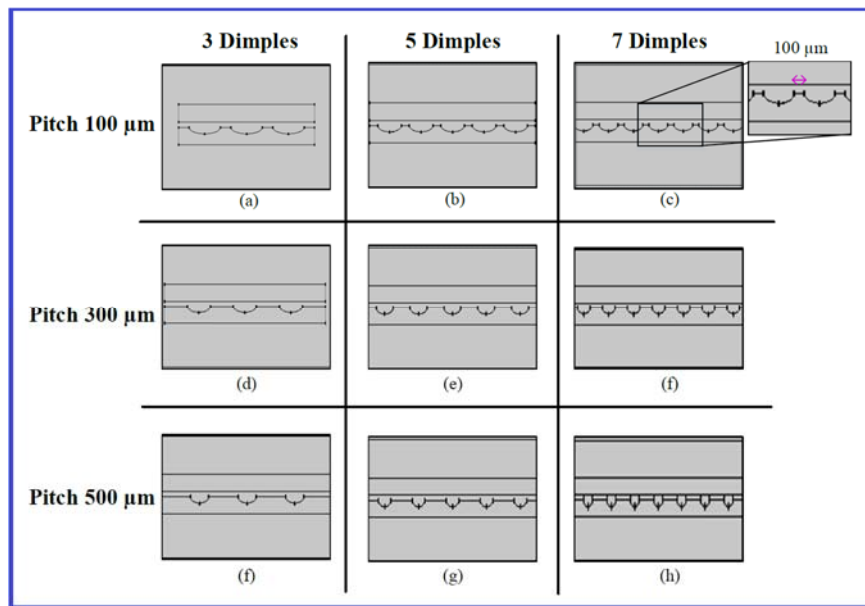 3 Dimples 5 Dimples 7 Dimples
100 µm
Pitch 100 µm
(a) (b) (c)
Pitch 300 µm
(d) (e) (f)
Pitch 500 µm
(f) (g) (h)